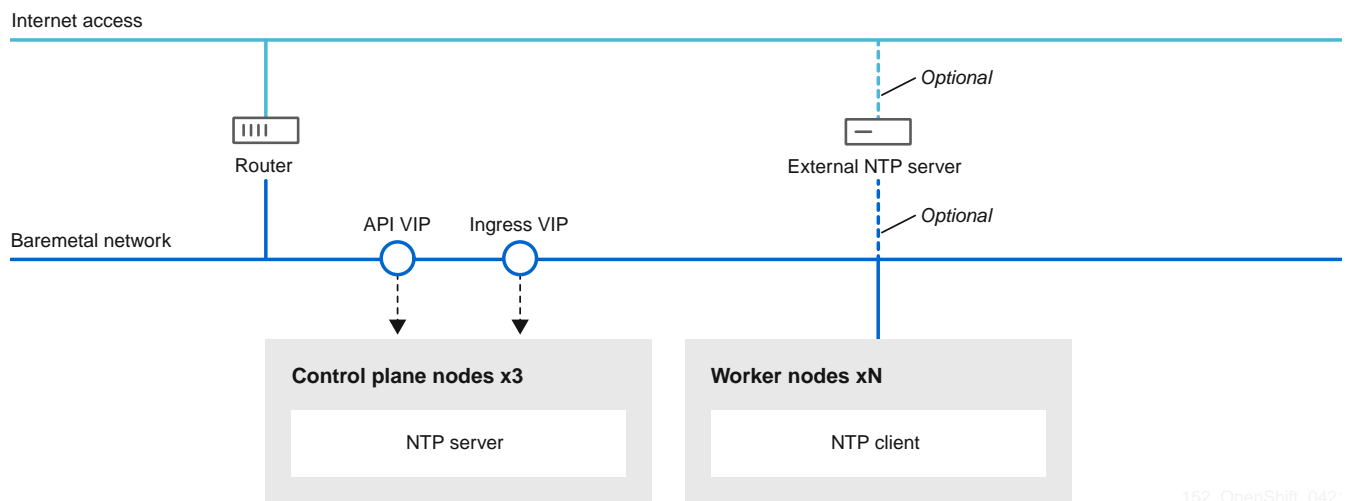 Internet access
Optional
Router
External NTP server
API VIP
Ingress VIP
Optional
Baremetal network
Control plane nodes x3
Worker nodes xN
NTP server
NTP client
152_OpenShift_042